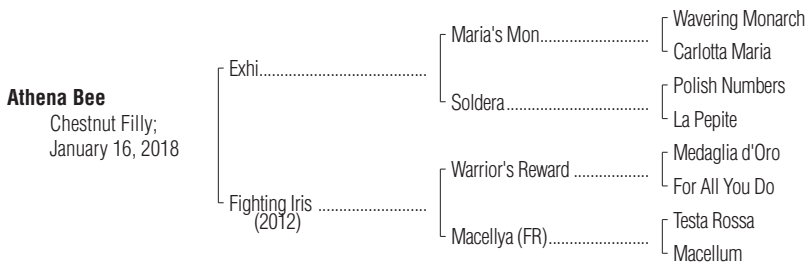 Athena Bee
Chestnut Filly;
January 16, 2018
Exhi
Fighting Iris
(2012)
Maria's Mon
Soldera
Warrior's Reward
Macellya (FR)
Wavering Monarch
Carlotta Maria
Polish Numbers
La Pepite
Medaglia d'Oro
For All You Do
Testa Rossa
Macellum